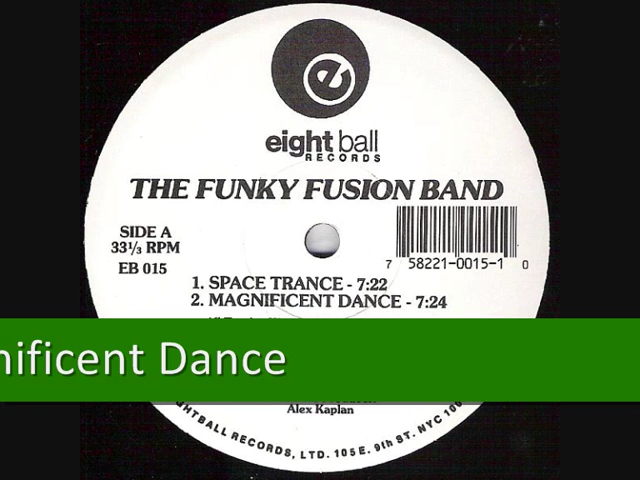 e
eight ball
RECORDS
THE FUNKY FUSION BAND
SIDE A
33⅓ RPM
EB 015
7 58221-0015-1 0
1. SPACE TRANCE - 7:22
2. MAGNIFICENT DANCE - 7:24
nificent Dance
Alex Kaplan
GHTBALL RECORDS, LTD. 105 E. 9th ST. NYC 100